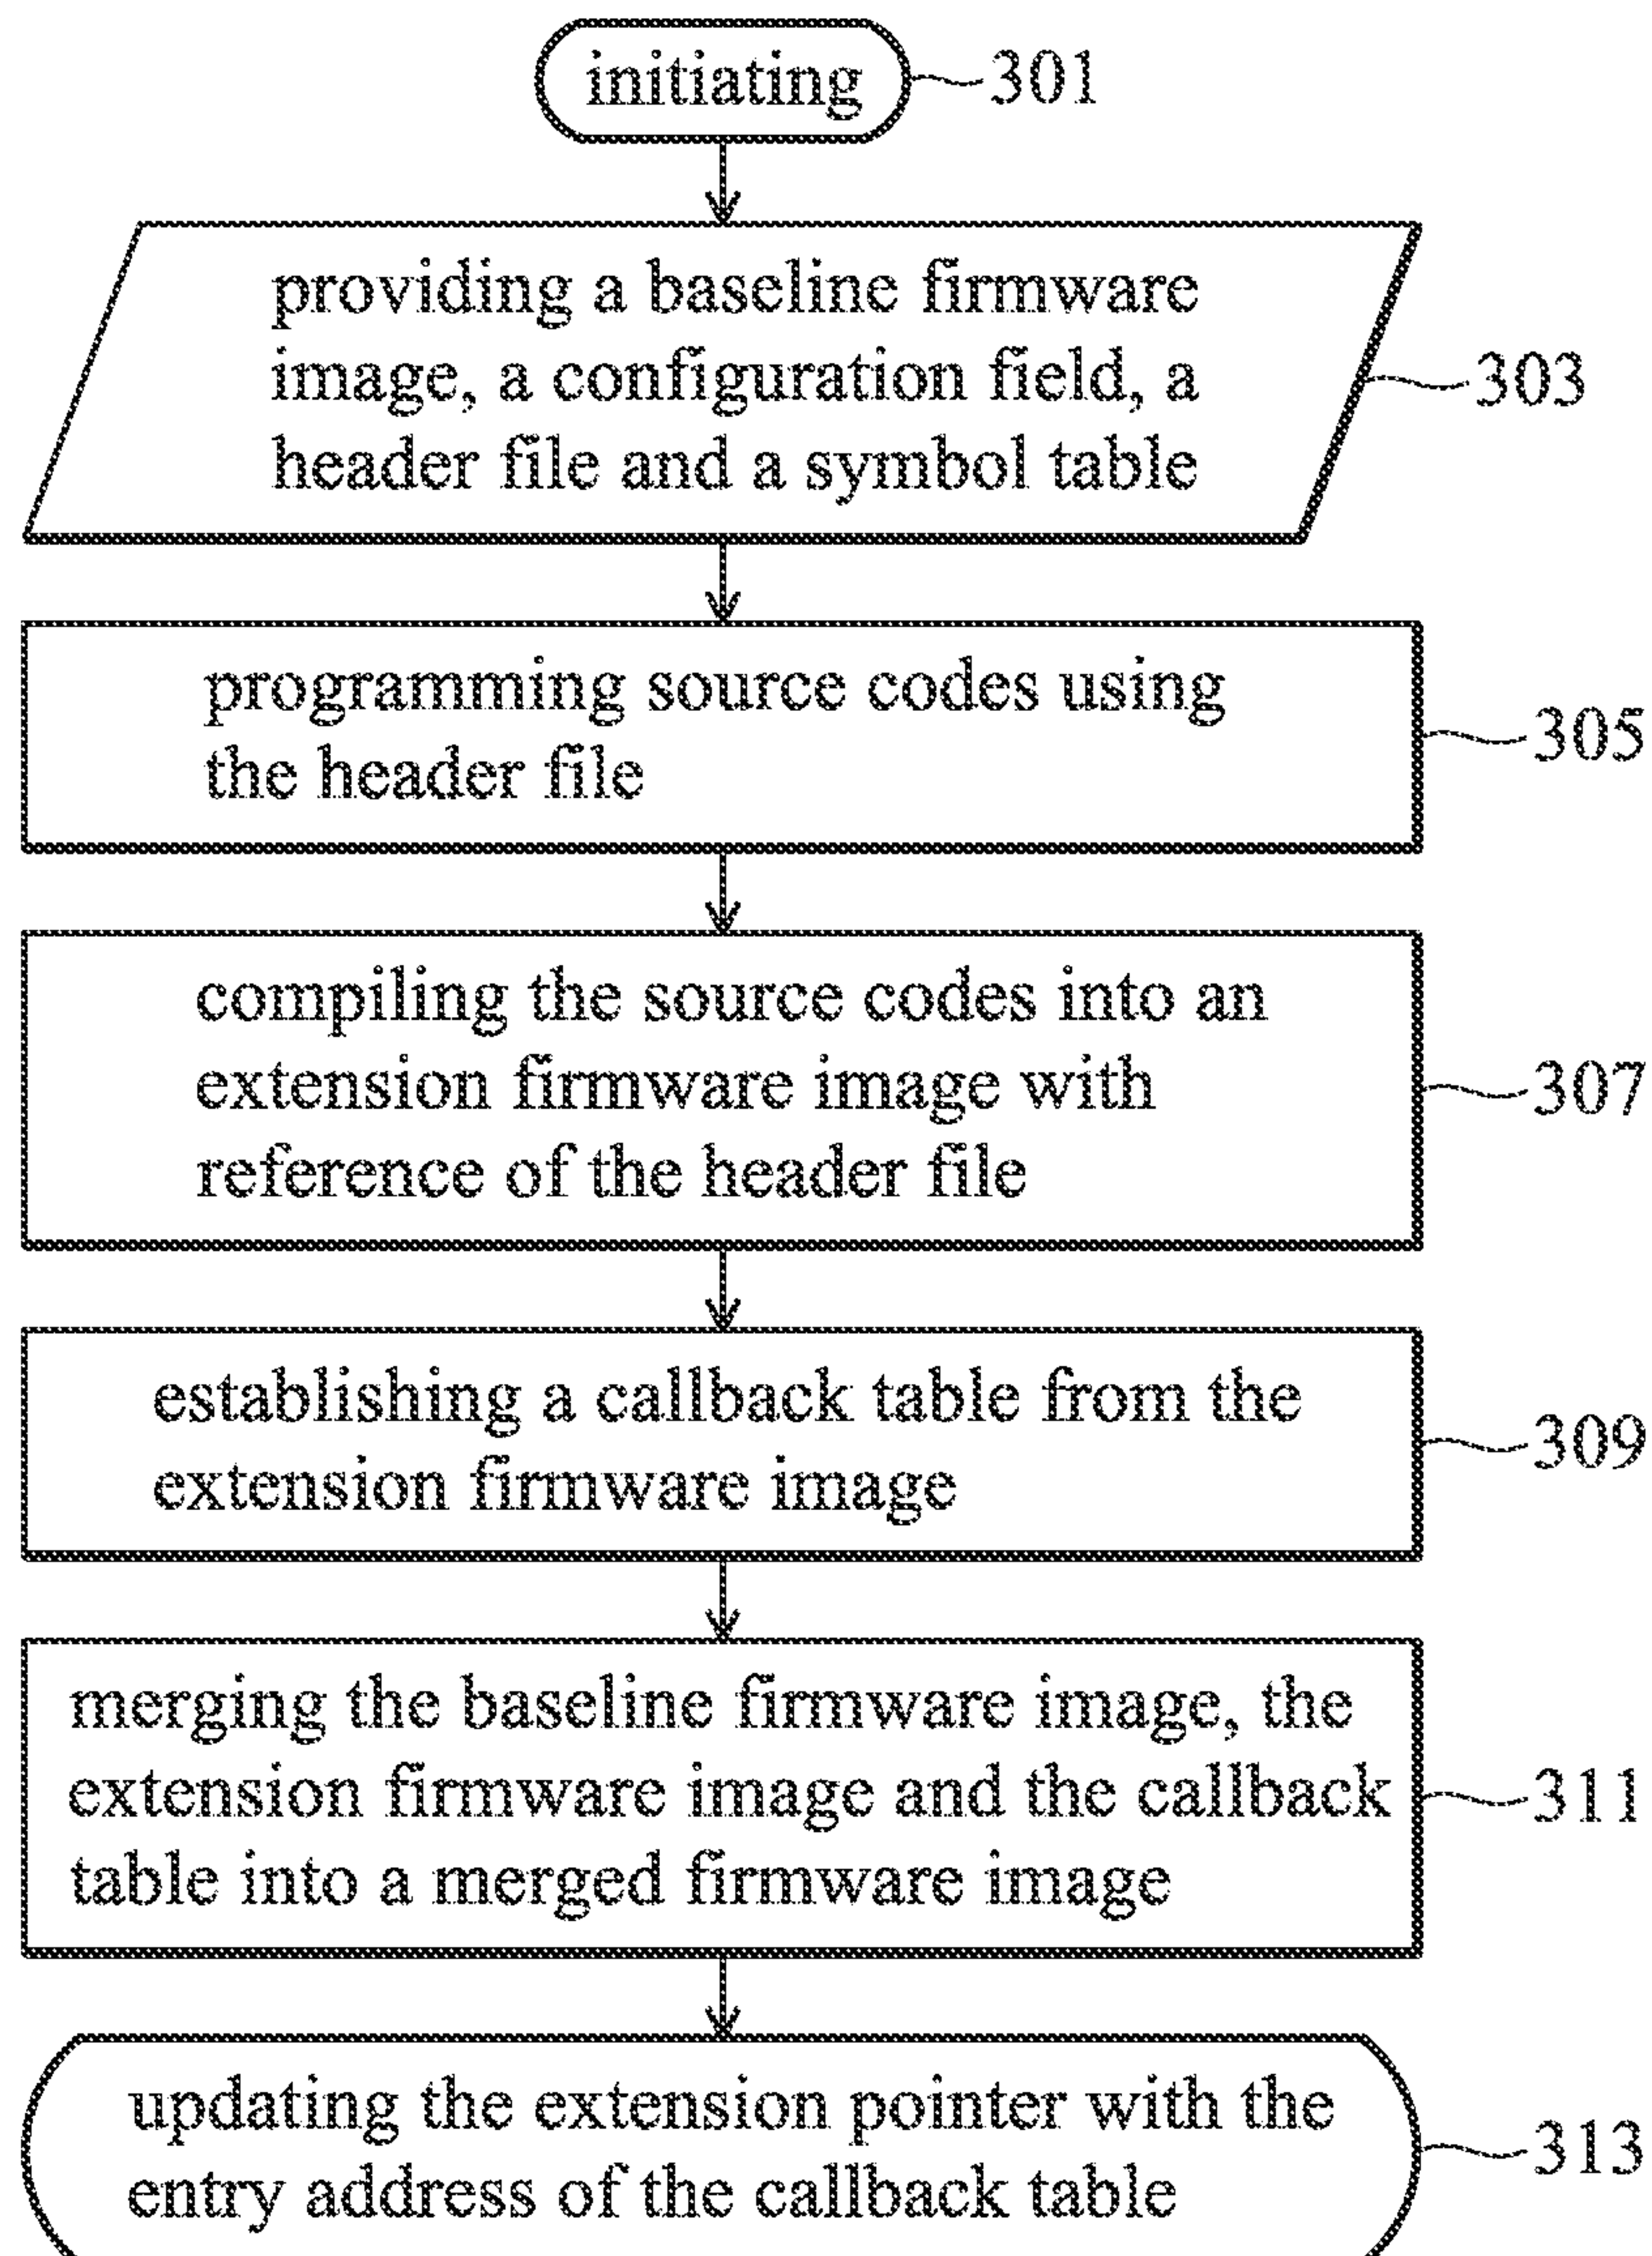 initiating 301
providing a baseline firmware
image, a configuration field, a 303
header file and a symbol table
programming source codes using
the header file
305
compiling the source codes into an
extension firmware image with 307
reference of the header file
establishing a callback table from the
extension firmware image
309
merging the baseline firmware image, the
extension firmware image and the callback 311
table into a merged firmware image
updating the extension pointer with the
entry address of the callback table
313